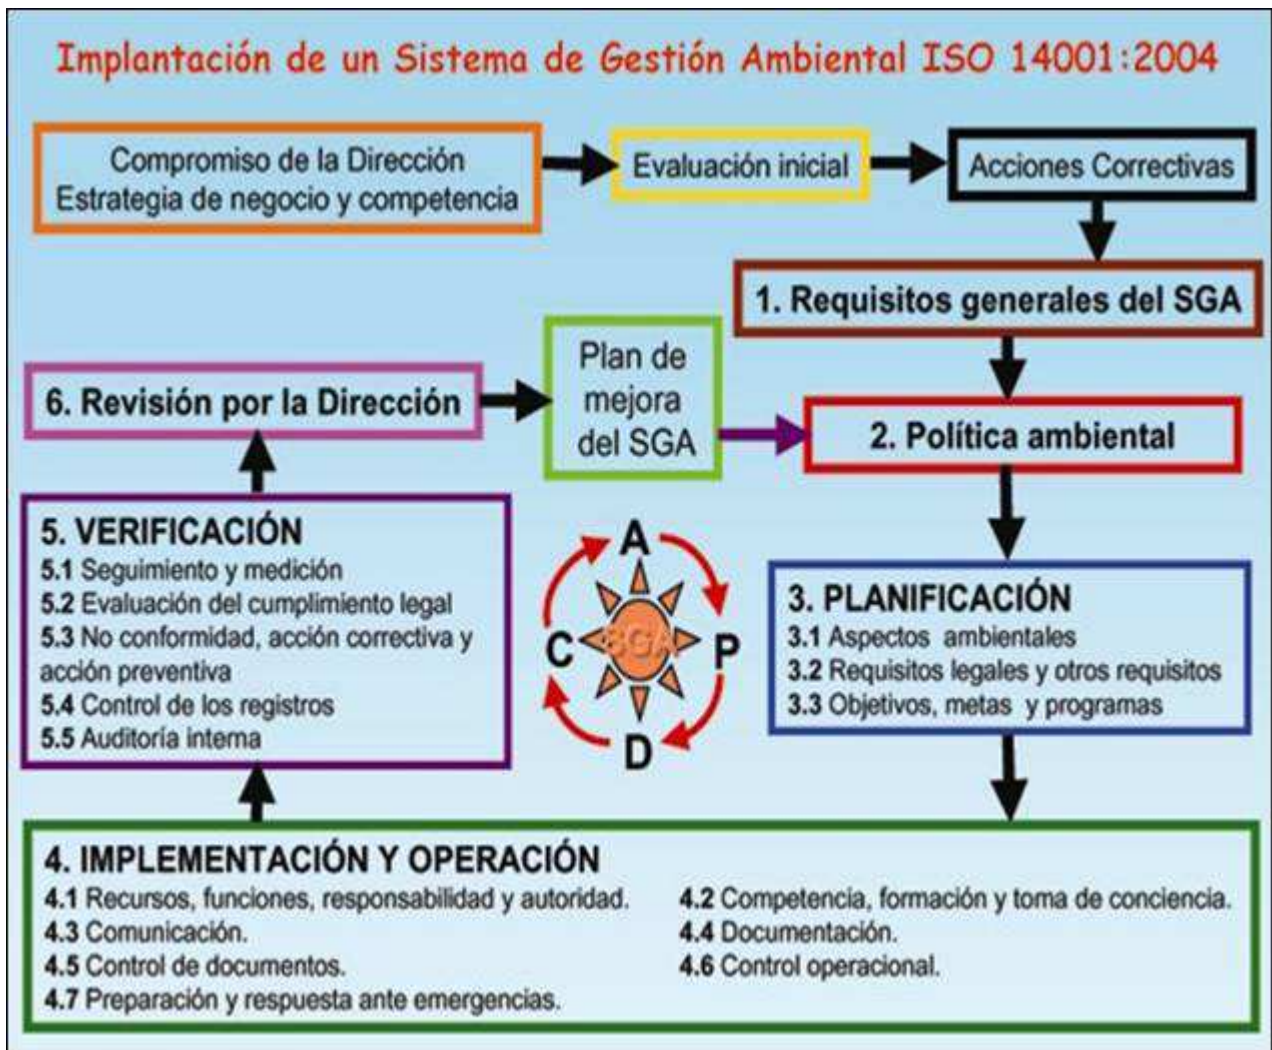 Implantación de un Sistema de Gestión Ambiental ISO 14001:2004
Compromiso de la Dirección
Estrategia de negocio y competencia
Evaluación inicial
Acciones Correctivas
1. Requisitos generales del SGA
2. Política ambiental
Plan de
mejora
del SGA
6. Revisión por la Dirección
5. VERIFICACIÓN
5.1 Seguimiento y medición
5.2 Evaluación del cumplimiento legal
5.3 No conformidad, acción correctiva y
acción preventiva
5.4 Control de los registros
5.5 Auditoría interna
A
C
SGA
P
D
3. PLANIFICACIÓN
3.1 Aspectos ambientales
3.2 Requisitos legales y otros requisitos
3.3 Objetivos, metas y programas
4. IMPLEMENTACIÓN Y OPERACIÓN
4.1 Recursos, funciones, responsabilidad y autoridad.
4.2 Competencia, formación y toma de conciencia.
4.3 Comunicación.
4.4 Documentación.
4.5 Control de documentos.
4.6 Control operacional.
4.7 Preparación y respuesta ante emergencias.